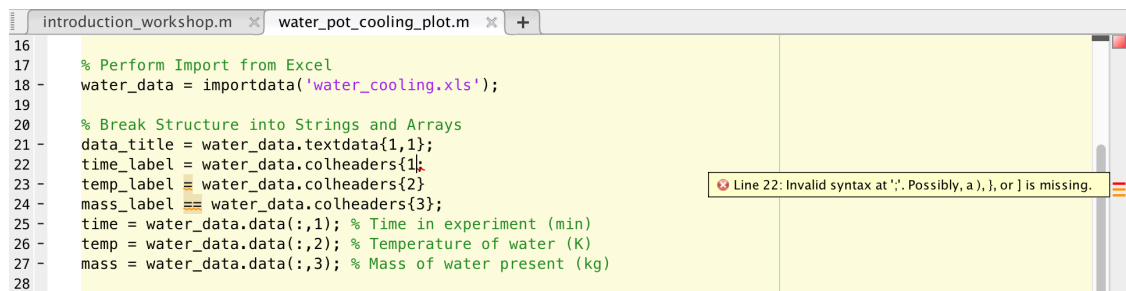 introduction_workshop.m × water_pot_cooling_plot.m × +
16
17 % Perform Import from Excel
18 - water_data = importdata('water_cooling.xls');
19
20 % Break Structure into Strings and Arrays
21 - data_title = water_data.textdata{1,1};
22 time_label = water_data.colheaders{1;
Line 22: Invalid syntax at ';'. Possibly, a ), }, or ] is missing.
23 - temp_label = water_data.colheaders{2}
24 - mass_label == water_data.colheaders{3};
25 - time = water_data.data(:,1); % Time in experiment (min)
26 - temp = water_data.data(:,2); % Temperature of water (K)
27 - mass = water_data.data(:,3); % Mass of water present (kg)
28